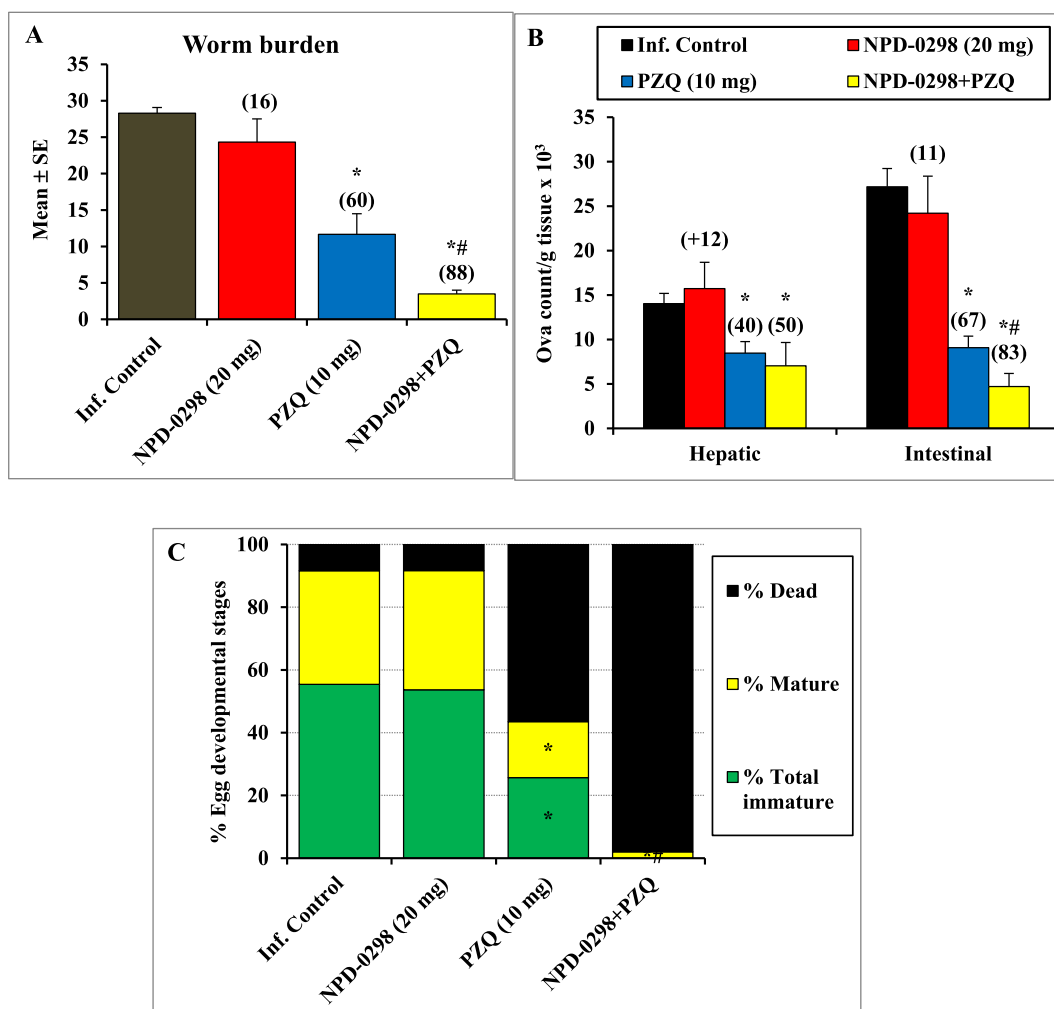 A
Worm burden
Mean ± SE
35
30
25
20
15
10
5
0
(16)
*
(60)
*#
(88)
Inf. Control
NPD-0298 (20 mg)
PZQ (10 mg)
NPD-0298+PZQ
B
Inf. Control
NPD-0298 (20 mg)
PZQ (10 mg)
NPD-0298+PZQ
Ova count/g tissue x 10³
35
30
25
20
15
10
5
0
(+12)
*
(40)
*
(50)
(11)
*
(67)
*#
(83)
Hepatic
Intestinal
C
% Egg developmental stages
100
80
60
40
20
0
*
*
*#
Inf. Control
NPD-0298 (20 mg)
PZQ (10 mg)
NPD-0298+PZQ
% Dead
% Mature
% Total
immature